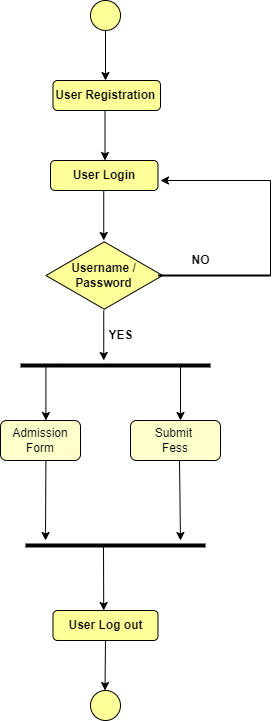 User Registration
User Login
Username /
Password
NO
YES
Admission
Form
Submit
Fess
User Log out